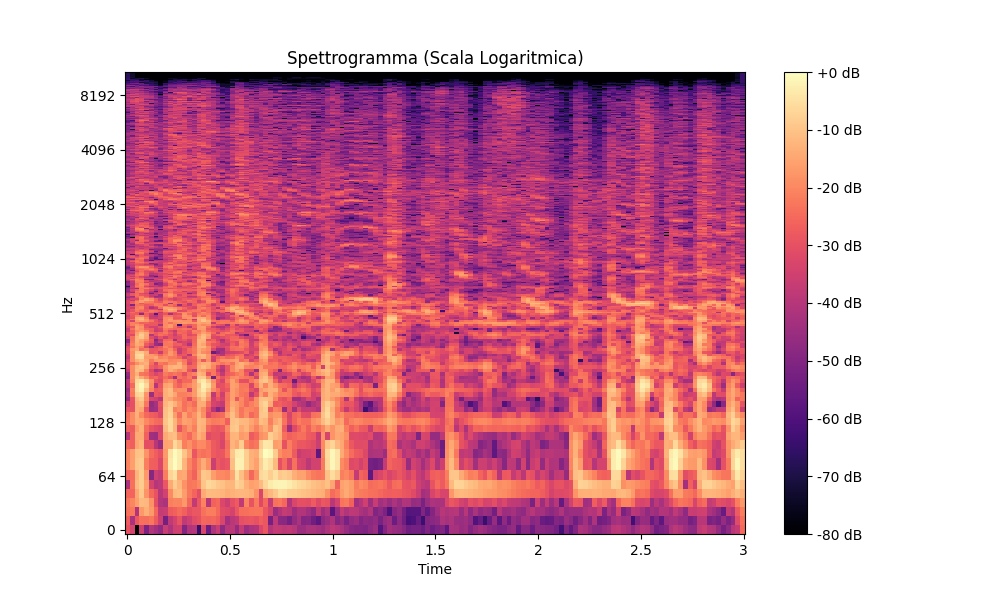 Spettrogramma (Scala Logaritmica)
8192
4096
2048
1024
512
256
128
64
0
Hz
0
0.5
1
1.5
2
2.5
3
Time
+0 dB
-10 dB
-20 dB
-30 dB
-40 dB
-50 dB
-60 dB
-70 dB
-80 dB